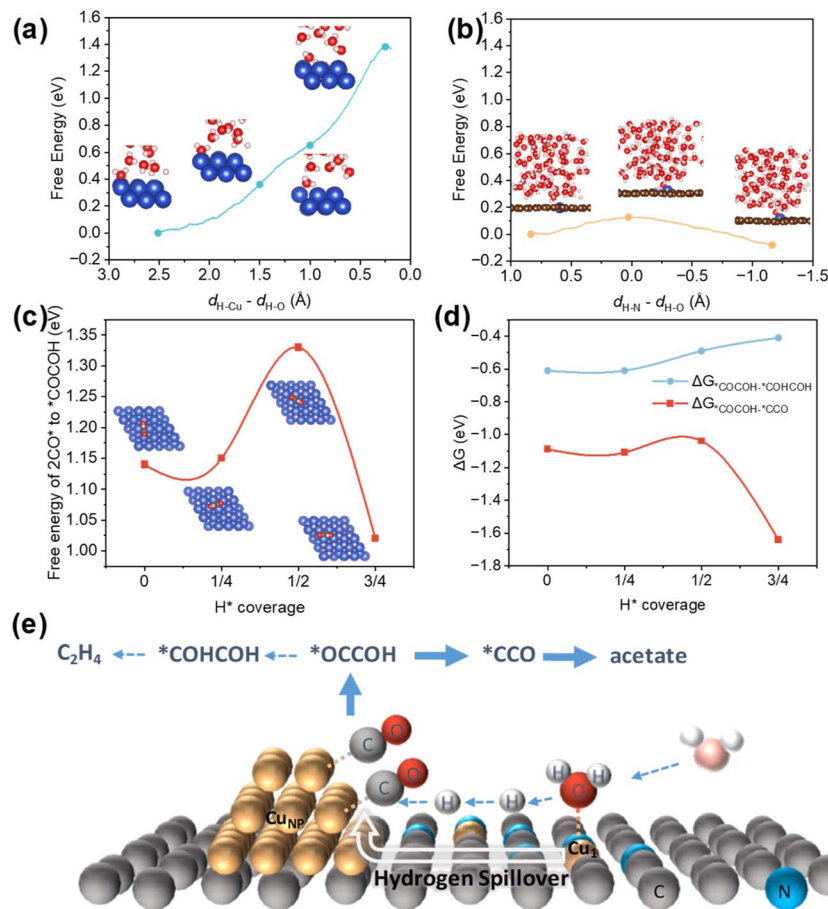 (a)
Free Energy (eV)
1.6
1.4
1.2
1.0
0.8
0.6
0.4
0.2
0.0
−0.2
3.0 2.5 2.0 1.5 1.0 0.5 0.0
d_H-Cu - d_H-O (Å)
(b)
Free Energy (eV)
1.6
1.4
1.2
1.0
0.8
0.6
0.4
0.2
0.0
−0.2
1.0 0.5 0.0 -0.5 -1.0 -1.5
d_H-N - d_H-O (Å)
(c)
Free energy of 2CO* to *COCOH (eV)
1.35
1.30
1.25
1.20
1.15
1.10
1.05
1.00
0 1/4 1/2 3/4
H* coverage
(d)
ΔG (eV)
−0.4
−0.6
−0.8
−1.0
−1.2
−1.4
−1.6
−1.8
ΔG*COCOH-*COHCOH
ΔG*COCOH-*CCO
0 1/4 1/2 3/4
H* coverage
(e)
C₂H₄ *COHCOH *OCCOH *CCO acetate
C O
C O
H H H O H
Cu_NP
Cu₁
Hydrogen Spillover
C N